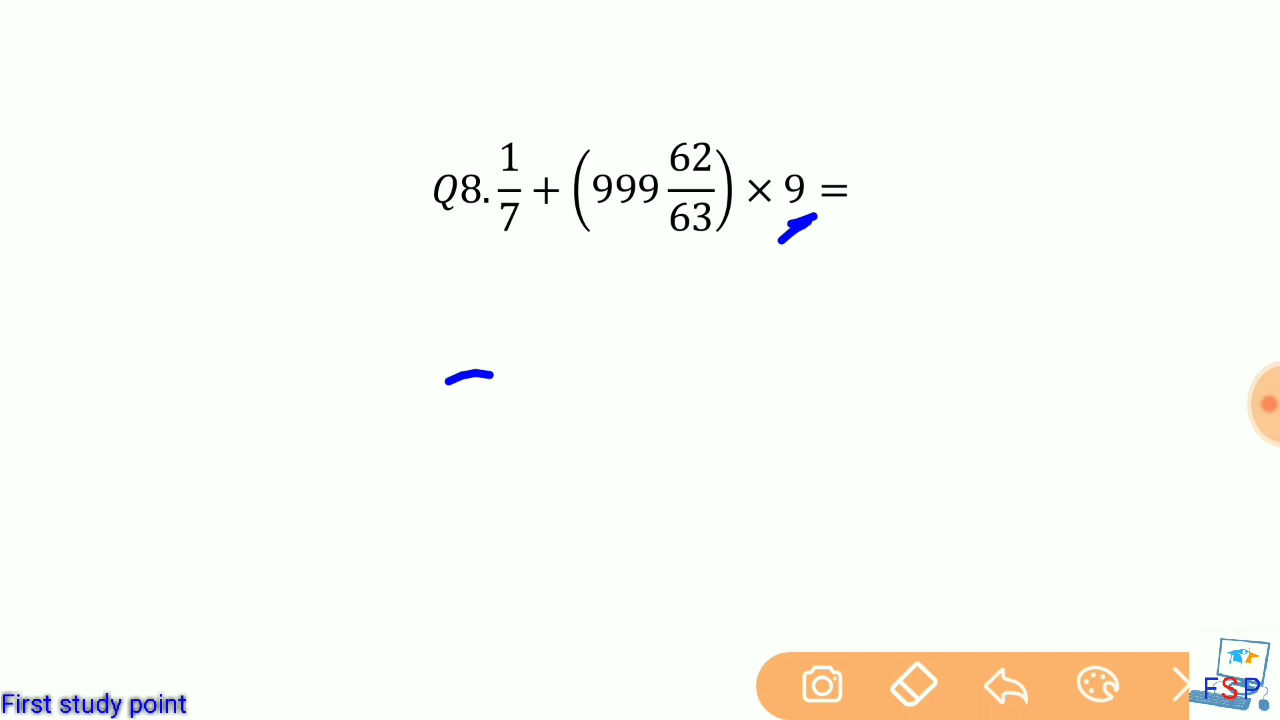 Q8. 1/7 + (999 62/63) × 9 =
First study point
FSP